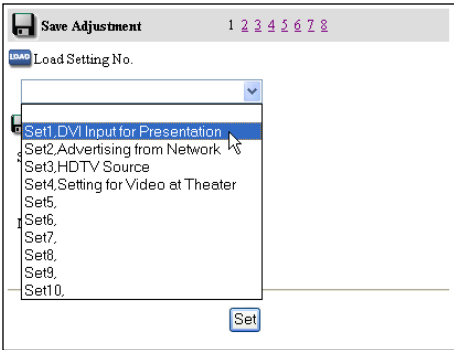 Save Adjustment 1 2 3 4 5 6 7 8
LOAD Load Setting No.
Set1,DVI Input for Presentation
Set2,Advertising from Network
Set3,HDTV Source
Set4,Setting for Video at Theater
Set5,
Set6,
Set7,
Set8,
Set9,
Set10,
Set